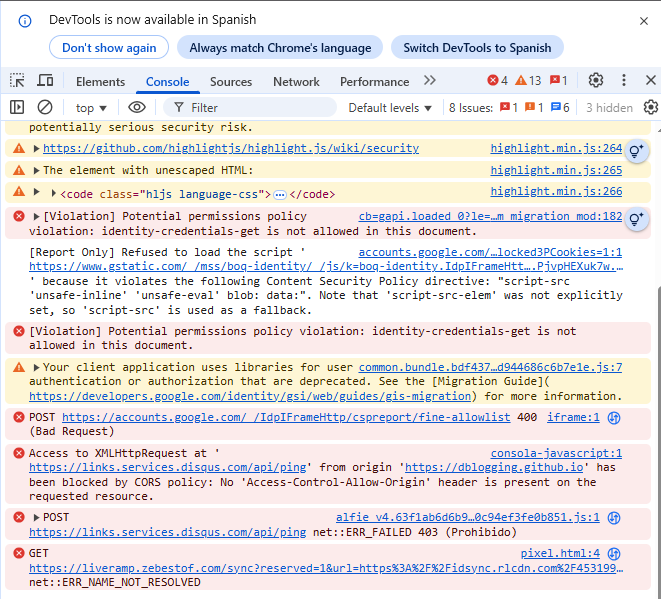 DevTools is now available in Spanish
Don't show again
Always match Chrome's language
Switch DevTools to Spanish
Elements
Console
Sources
Network
Performance
4
13
1
top
Filter
Default levels
8 Issues:
1
1
6
3 hidden
potentially serious security risk.
https://github.com/highlightjs/highlight.js/wiki/security highlight.min.js:264
The element with unescaped HTML: highlight.min.js:265
<code class="hljs language-css">…</code> highlight.min.js:266
[Violation] Potential permissions policy cb=gapi.loaded_0?le=…m_migration_mod:182
violation: identity-credentials-get is not allowed in this document.
[Report Only] Refused to load the script ' accounts.google.com/…locked3PCookies=1:1
https://www.gstatic.com/_/mss/boq-identity/_/js/k=boq-identity.IdpIFrameHtt….PjvpHEXuk7w.…
' because it violates the following Content Security Policy directive: "script-src
'unsafe-inline' 'unsafe-eval' blob: data:". Note that 'script-src-elem' was not explicitly
set, so 'script-src' is used as a fallback.
[Violation] Potential permissions policy violation: identity-credentials-get is not
allowed in this document.
Your client application uses libraries for user common.bundle.bdf437…d944686c6b7e1e.js:7
authentication or authorization that are deprecated. See the [Migration Guide](
https://developers.google.com/identity/gsi/web/guides/gis-migration) for more information.
POST https://accounts.google.com/_/IdpIFrameHttp/cspreport/fine-allowlist 400 iframe:1
(Bad Request)
Access to XMLHttpRequest at ' consola-javascript:1
https://links.services.disqus.com/api/ping' from origin 'https://dblogging.github.io' has
been blocked by CORS policy: No 'Access-Control-Allow-Origin' header is present on the
requested resource.
POST alfie_v4.63f1ab6d6b9…0c94ef3fe0b851.js:1
https://links.services.disqus.com/api/ping net::ERR_FAILED 403 (Prohibido)
GET pixel.html:4
https://liveramp.zebestof.com/sync?reserved=1&url=https%3A%2F%2Fidsync.rlcdn.com%2F453199…
net::ERR_NAME_NOT_RESOLVED